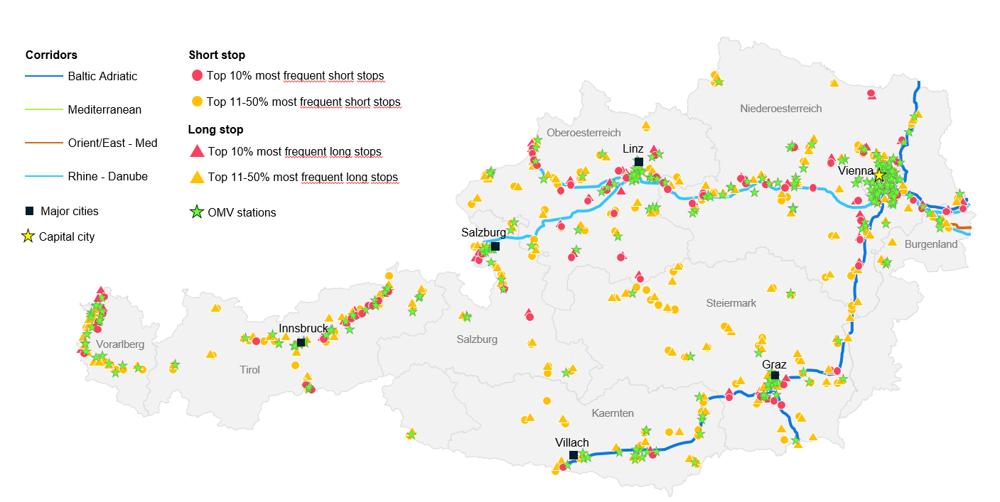 Corridors
Baltic Adriatic
Mediterranean
Orient/East - Med
Rhine - Danube
Major cities
Capital city
Short stop
Top 10% most frequent short stops
Top 11-50% most frequent short stops
Long stop
Top 10% most frequent long stops
Top 11-50% most frequent long stops
OMV stations
Niederoesterreich
Oberoesterreich
Linz
Vienna
Salzburg
Burgenland
Steiermark
Innsbruck
Vorarlberg
Salzburg
Tirol
Graz
Kaernten
Villach